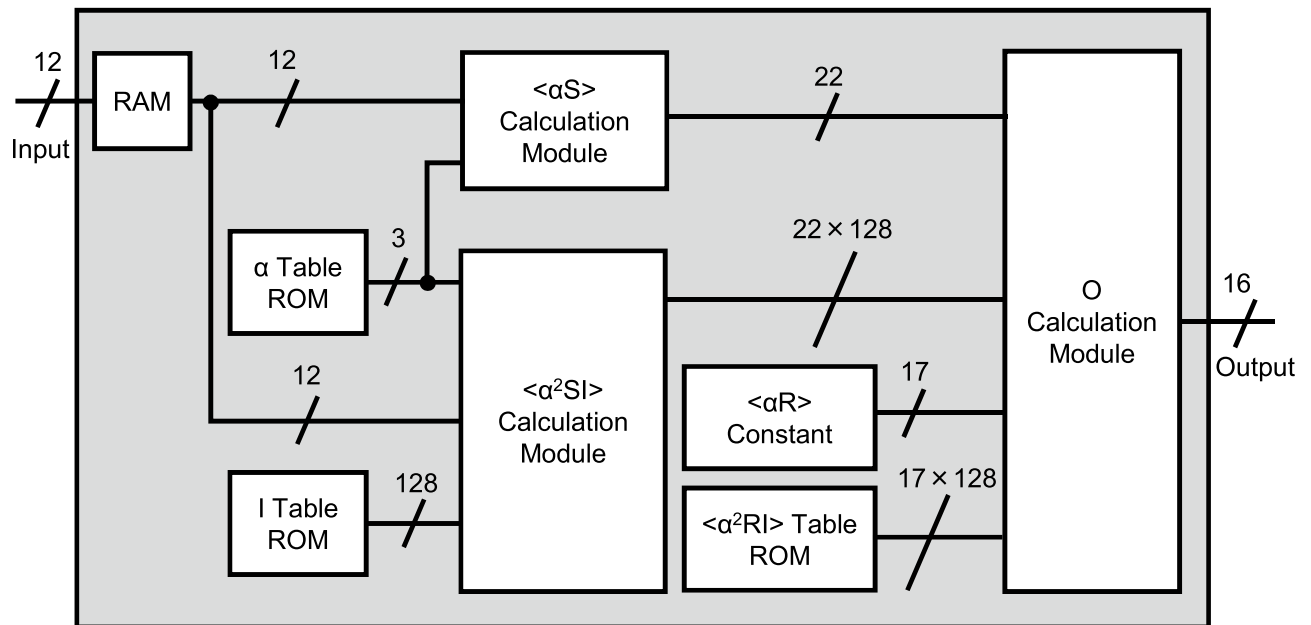 12
Input
RAM
12
<αS>
Calculation
Module
22
α Table
ROM
3
22 × 128
12
<α²SI>
Calculation
Module
I Table
ROM
128
<αR>
Constant
17
<α²RI> Table
ROM
17 × 128
O
Calculation
Module
16
Output